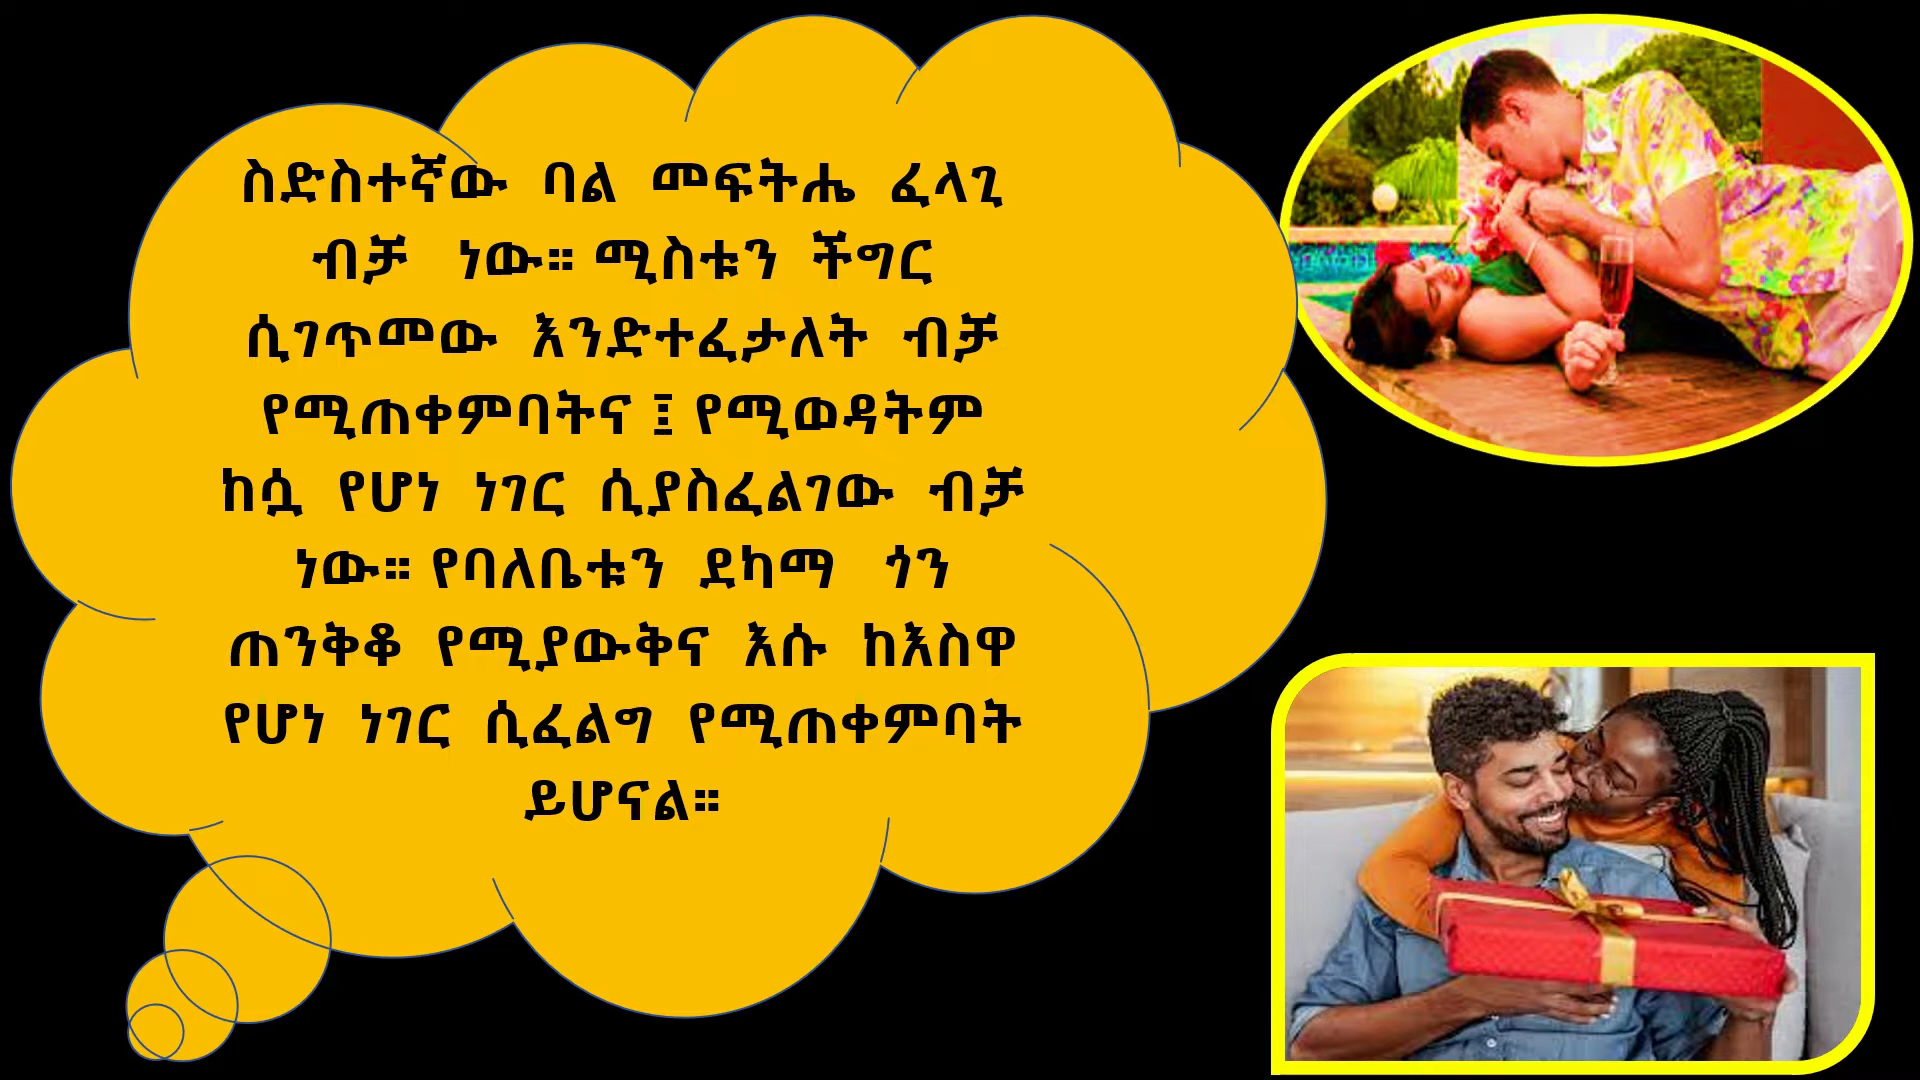 ስድስተኛው ባል መፍትሔ ፈላጊ
ብቻ ነው። ሚስቱን ችግር
ሲገጥመው እንድተፈታለት ብቻ
የሚጠቀምባትና ፤ የሚወዳትም
ከሷ የሆነ ነገር ሲያስፈልገው ብቻ
ነው። የባለቤቱን ደካማ ጎን
ጠንቅቆ የሚያውቅና እሱ ከእስዋ
የሆነ ነገር ሲፈልግ የሚጠቀምባት
ይሆናል።